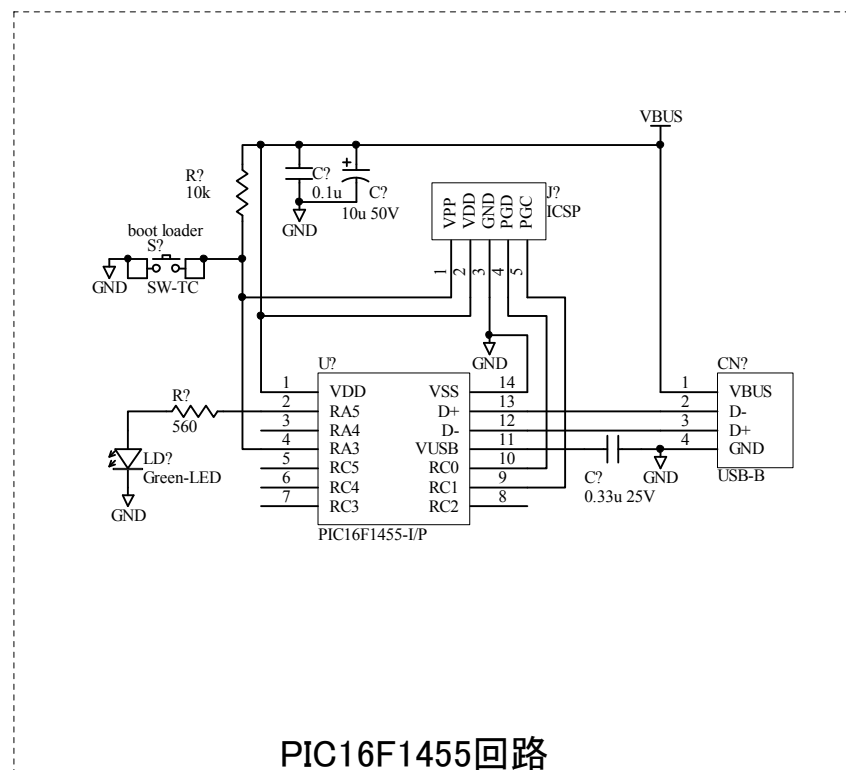 VBUS
R?
10k
C?
0.1u
C?
10u 50V
GND
J?
ICSP
VPP
VDD
GND
PGD
PGC
1
2
3
4
5
boot loader
S?
SW-TC
GND
GND
U?
1 VDD
2 RA5
3 RA4
4 RA3
5 RC5
6 RC4
7 RC3
VSS 14
D+ 13
D- 12
VUSB 11
RC0 10
RC1 9
RC2 8
PIC16F1455-I/P
R?
560
LD?
Green-LED
GND
C?
0.33u 25V
GND
CN?
1 VBUS
2 D-
3 D+
4 GND
USB-B
PIC16F1455回路